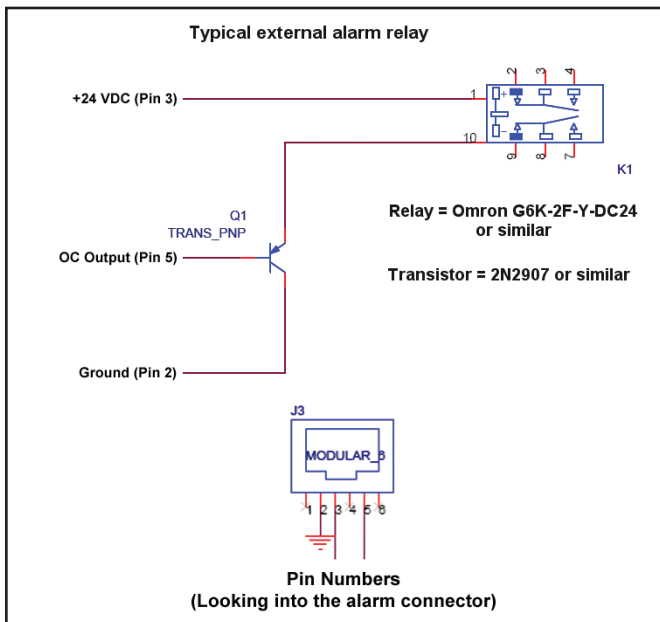 Typical external alarm relay
2 3 4
+24 VDC (Pin 3)
1
+
-
10
9 8 7
K1
Q1
TRANS_PNP
Relay = Omron G6K-2F-Y-DC24
or similar
OC Output (Pin 5)
Transistor = 2N2907 or similar
Ground (Pin 2)
J3
MODULAR_6
1 2 3 4 5 6
Pin Numbers
(Looking into the alarm connector)